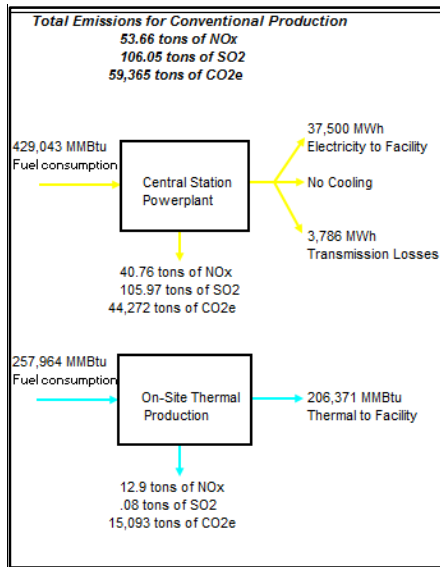 Total Emissions for Conventional Production
53.66 tons of NOx
106.05 tons of SO2
59,365 tons of CO2e
429,043 MMBtu
Fuel consumption
Central Station
Powerplant
37,500 MWh
Electricity to Facility
No Cooling
3,786 MWh
Transmission Losses
40.76 tons of NOx
105.97 tons of SO2
44,272 tons of CO2e
257,964 MMBtu
Fuel consumption
On-Site Thermal
Production
206,371 MMBtu
Thermal to Facility
12.9 tons of NOx
.08 tons of SO2
15,093 tons of CO2e